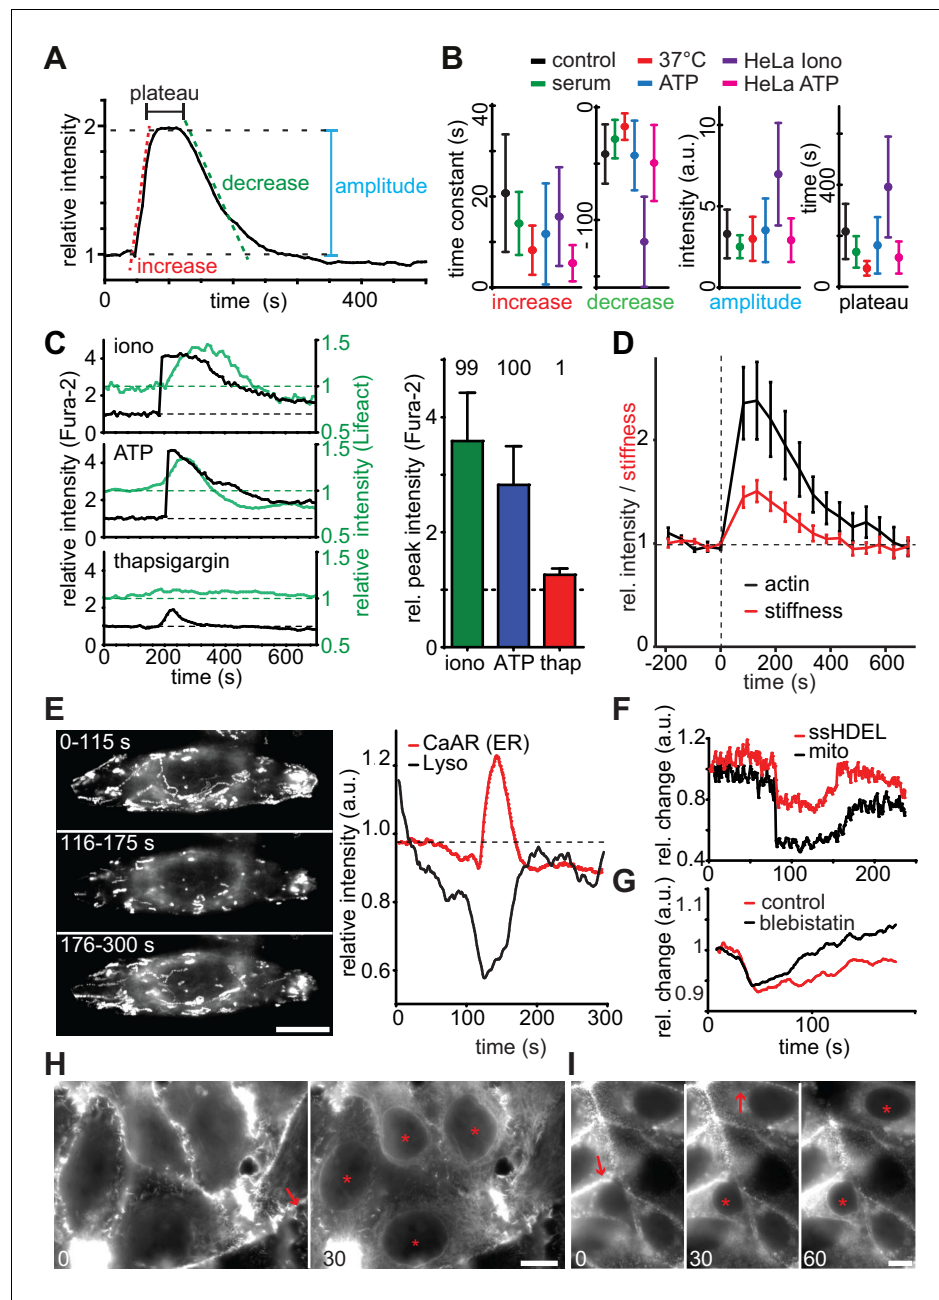 A
plateau
2
1
relative intensity
decrease
amplitude
increase
0 200 400
time (s)
B
control 37°C HeLa Iono
serum ATP HeLa ATP
40
20
0
time constant (s)
increase
0
-100
decrease
10
5
0
intensity (a.u.)
amplitude
400
0
time (s)
plateau
C
iono
4
2
0
1.5
1
0.5
ATP
4
2
0
1.5
1
0.5
thapsigargin
4
2
0
1.5
1
0.5
relative intensity (Fura-2)
relative intensity (Lifeact)
0 200 400 600
time (s)
99 100 1
4
2
0
rel. peak intensity (Fura-2)
iono ATP thap
D
2
1
0
rel. intensity / stiffness
actin
stiffness
-200 0 200 400 600
time (s)
E
0-115 s
116-175 s
176-300 s
CaAR (ER)
Lyso
1.2
1.0
0.8
0.6
relative intensity (a.u.)
0 100 200 300
time (s)
F
ssHDEL
mito
1.2
0.8
0.4
rel. change (a.u.)
0 100 200
G
control
blebistatin
1.1
1
0.9
rel. change (a.u.)
0 100
time (s)
H
0
30
I
0
30
60